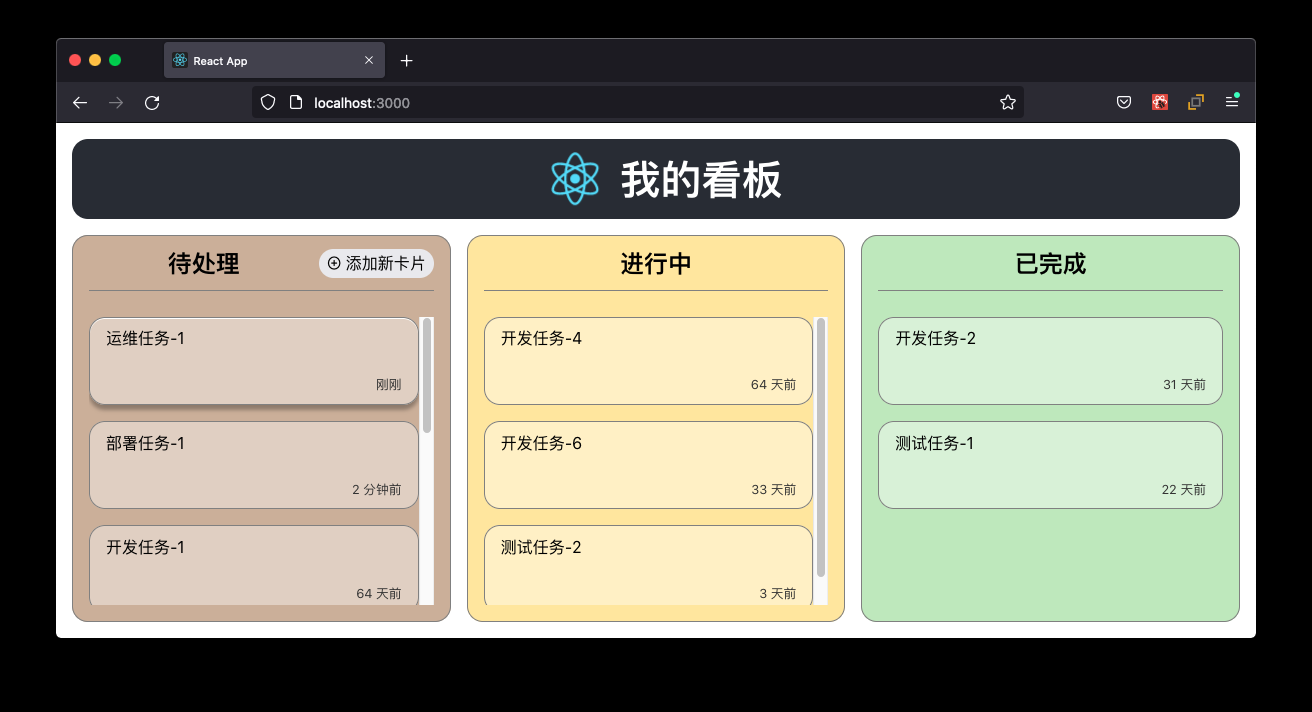 React App
localhost:3000
我的看板
待处理
添加新卡片
运维任务-1
刚刚
部署任务-1
2 分钟前
开发任务-1
64 天前
进行中
开发任务-4
64 天前
开发任务-6
33 天前
测试任务-2
3 天前
已完成
开发任务-2
31 天前
测试任务-1
22 天前